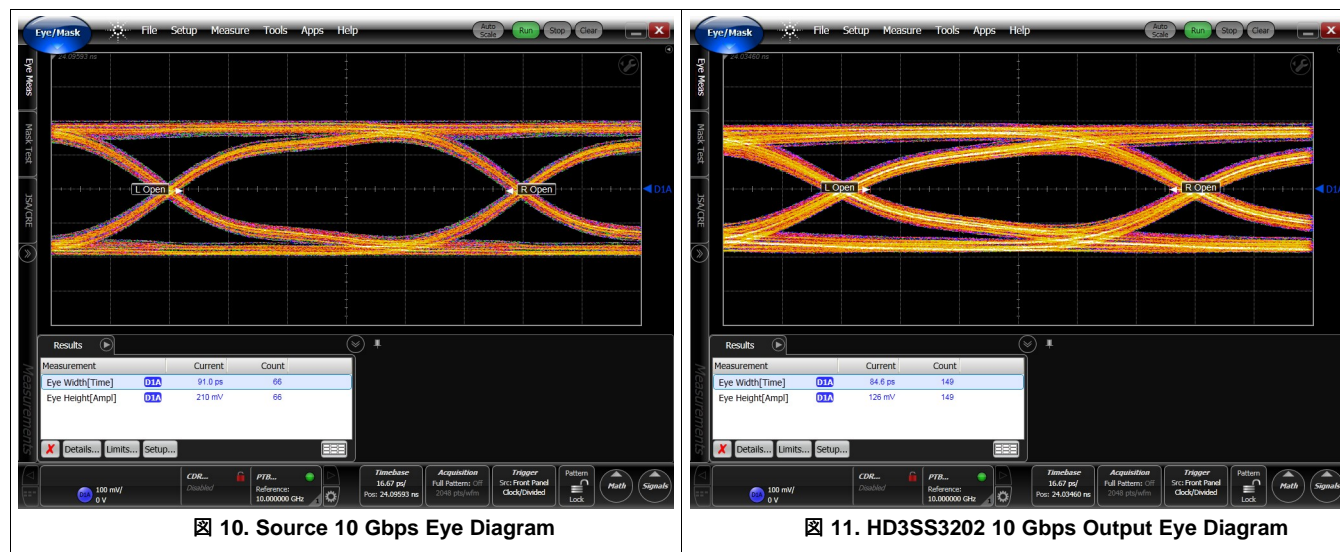 Eye/Mask
File Setup Measure Tools Apps Help
Auto Scale
Run
Stop
Clear
24.09593 ns
Eye Meas
Mask Test
JSA/CRE
L Open
R Open
D1A
Results
Measurement Current Count
Eye Width[Time] D1A 91.0 ps 66
Eye Height[Ampl] D1A 210 mV 66
Measurements
Details... Limits... Setup...
D1A 100 mV/
0 V
CDR...
Disabled
PTB...
Reference:
10.000000 GHz
Timebase
16.67 ps/
Pos: 24.09593 ns
Acquisition
Full Pattern: Off
2048 pts/wfm
Trigger
Src: Front Panel
Clock/Divided
Pattern
Lock
Math
Signals
図 10. Source 10 Gbps Eye Diagram
Eye/Mask
File Setup Measure Tools Apps Help
Auto Scale
Run
Stop
Clear
24.03460 ns
Eye Meas
Mask Test
JSA/CRE
L Open
R Open
D1A
Results
Measurement Current Count
Eye Width[Time] D1A 84.6 ps 149
Eye Height[Ampl] D1A 126 mV 149
Measurements
Details... Limits... Setup...
D1A 100 mV/
0 V
CDR...
Disabled
PTB...
Reference:
10.000000 GHz
Timebase
16.67 ps/
Pos: 24.03460 ns
Acquisition
Full Pattern: Off
2048 pts/wfm
Trigger
Src: Front Panel
Clock/Divided
Pattern
Lock
Math
Signals
図 11. HD3SS3202 10 Gbps Output Eye Diagram